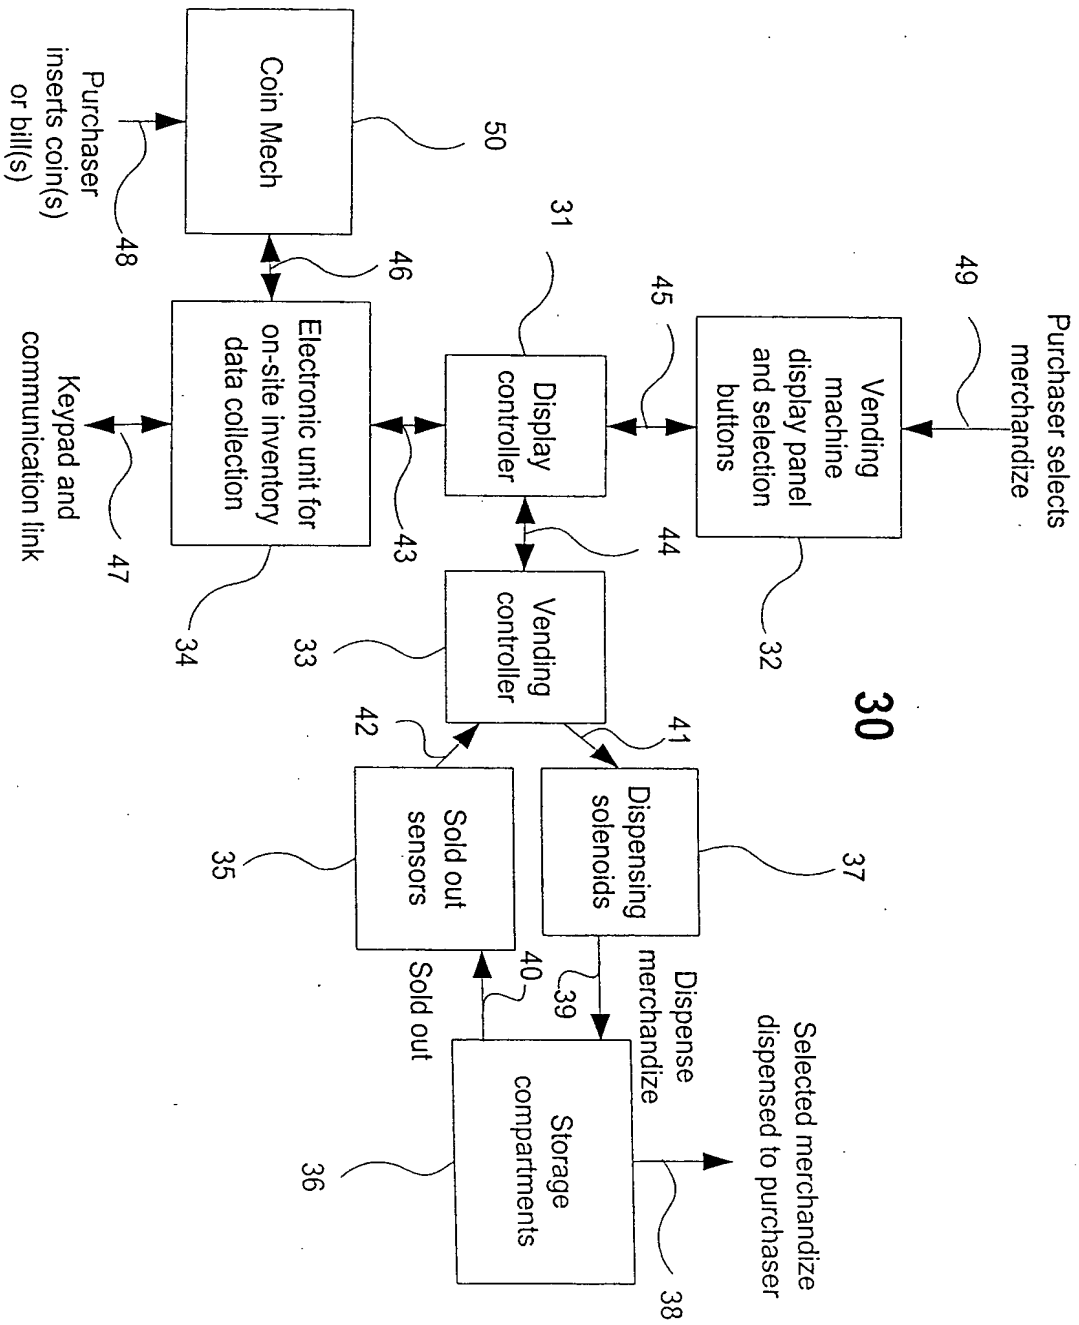 30
Purchaser selects
merchandize
49
Vending
machine
display panel
and selection
buttons
32
45
31
Display
controller
44
Vending
controller
33
43
50
Coin Mech
Purchaser
inserts coin(s)
or bill(s)
48
46
Electronic unit for
on-site inventory
data collection
34
Keypad and
communication link
47
41
42
Dispensing
solenoids
37
Sold out
sensors
35
Dispense
merchandize
39
40
Sold out
Storage
compartments
36
Selected merchandize
dispensed to purchaser
38